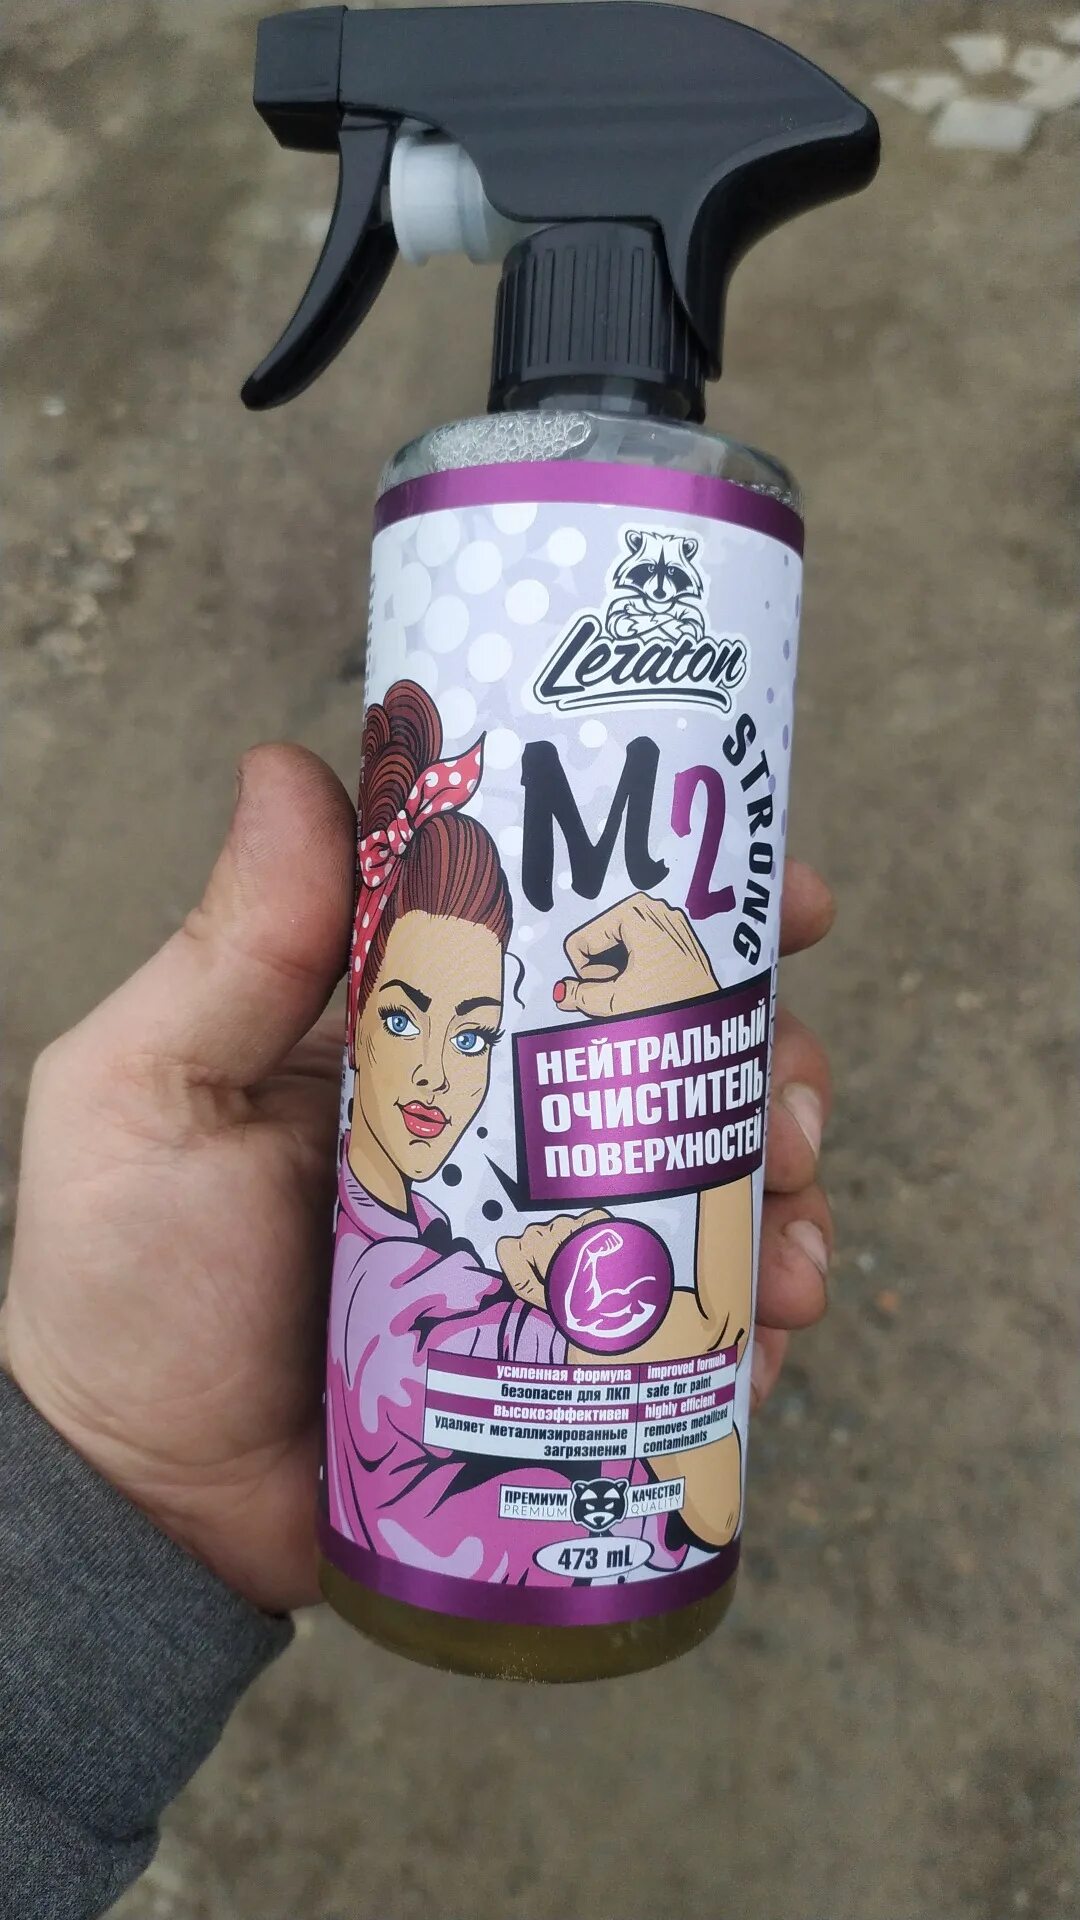 Leraton
M2
STRONG
НЕЙТРАЛЬНЫЙ
ОЧИСТИТЕЛЬ
ПОВЕРХНОСТЕЙ
усиленная формула improved formula
безопасен для ЛКП safe for paint
высокоэффективен highly efficient
удаляет металлизированные removes metallized
загрязнения contaminants
ПРЕМИУМ КАЧЕСТВО
PREMIUM QUALITY
473 mL